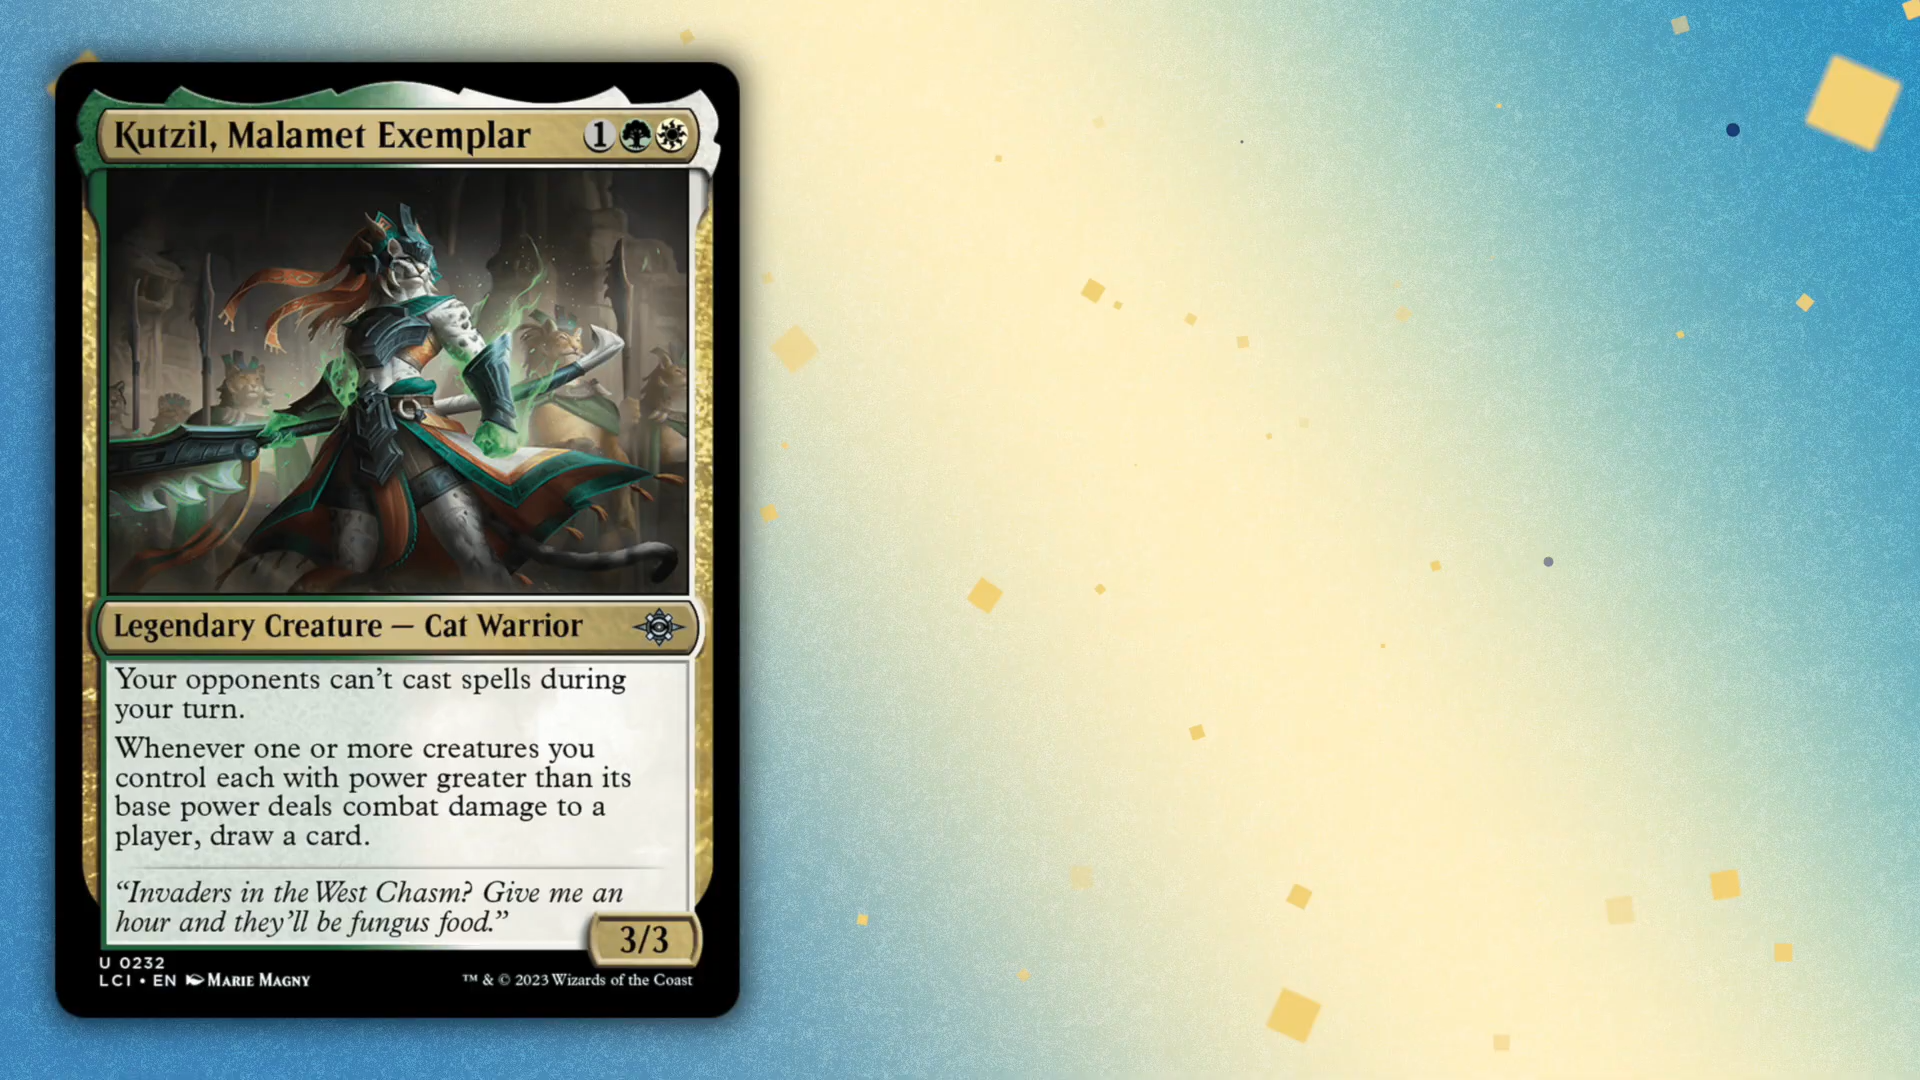 Kutzil, Malamet Exemplar 1
Legendary Creature — Cat Warrior
Your opponents can't cast spells during
your turn.
Whenever one or more creatures you
control each with power greater than its
base power deals combat damage to a
player, draw a card.
“Invaders in the West Chasm? Give me an
hour and they'll be fungus food.”
3/3
U 0232
LCI • EN Marie Magny
™ & © 2023 Wizards of the Coast